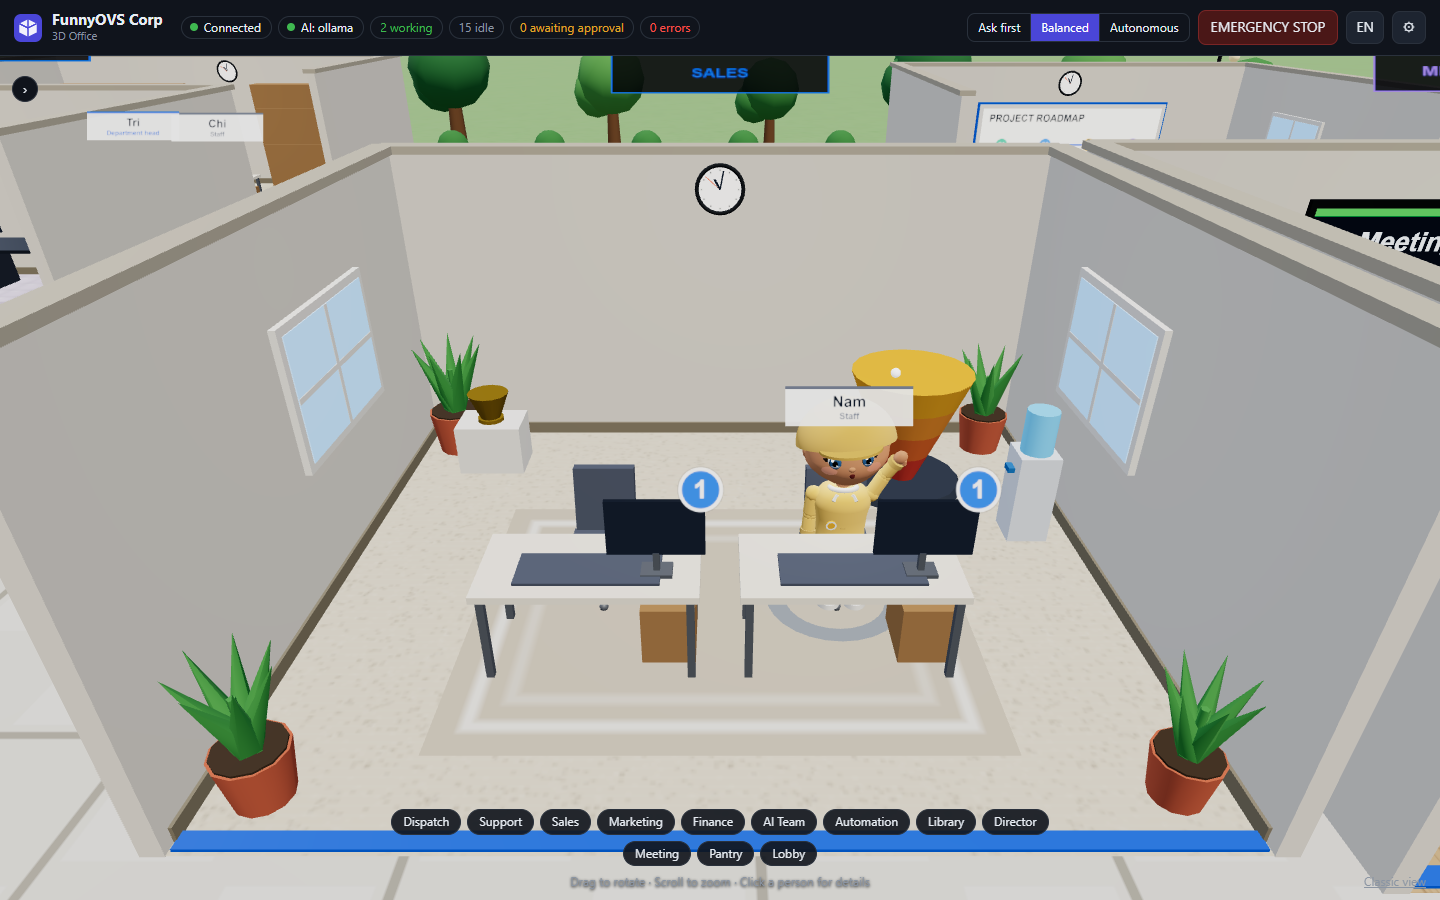 FunnyOVS Corp
3D Office
Connected
AI: ollama
2 working
15 idle
0 awaiting approval
0 errors
Ask first
Balanced
Autonomous
EMERGENCY STOP
EN
SALES
Tri
Department head
Chi
Staff
PROJECT ROADMAP
Nam
Staff
1
1
Dispatch
Support
Sales
Marketing
Finance
AI Team
Automation
Library
Director
Meeting
Pantry
Lobby
Drag to rotate · Scroll to zoom · Click a person for details
Classic view